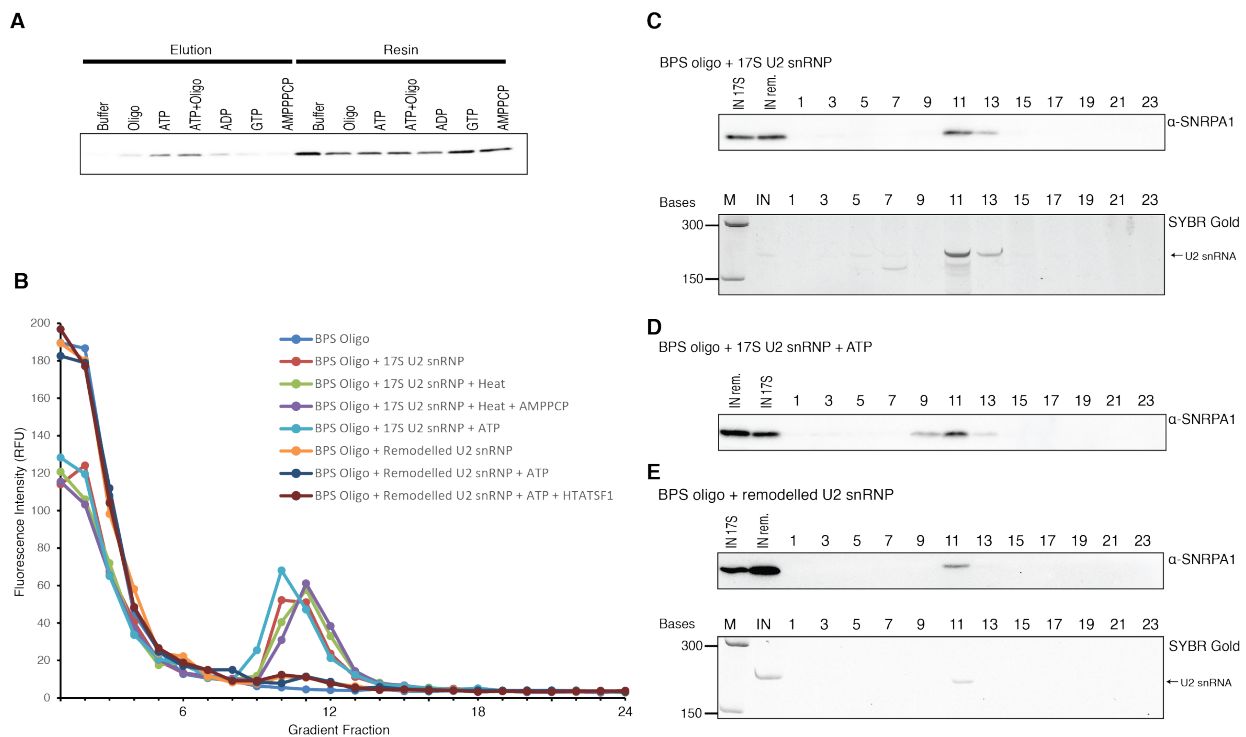 A
Elution Resin
Buffer Oligo ATP ATP+Oligo ADP GTP AMPPPCP Buffer Oligo ATP ATP+Oligo ADP GTP AMPPCP
B
200
180
160
140
120
100
80
60
40
20
0
Fluorescence Intensity (RFU)
6 12 18 24
Gradient Fraction
BPS Oligo
BPS Oligo + 17S U2 snRNP
BPS Oligo + 17S U2 snRNP + Heat
BPS Oligo + 17S U2 snRNP + Heat + AMPPCP
BPS Oligo + 17S U2 snRNP + ATP
BPS Oligo + Remodelled U2 snRNP
BPS Oligo + Remodelled U2 snRNP + ATP
BPS Oligo + Remodelled U2 snRNP + ATP + HTATSF1
C
BPS oligo + 17S U2 snRNP
IN 17S IN rem. 1 3 5 7 9 11 13 15 17 19 21 23
α-SNRPA1
Bases M IN 1 3 5 7 9 11 13 15 17 19 21 23
300 SYBR Gold
←U2 snRNA
150
D
BPS oligo + 17S U2 snRNP + ATP
IN rem. IN 17S 1 3 5 7 9 11 13 15 17 19 21 23
α-SNRPA1
E
BPS oligo + remodelled U2 snRNP
IN 17S IN rem. 1 3 5 7 9 11 13 15 17 19 21 23
α-SNRPA1
Bases M IN 1 3 5 7 9 11 13 15 17 19 21 23
300 SYBR Gold
←U2 snRNA
150